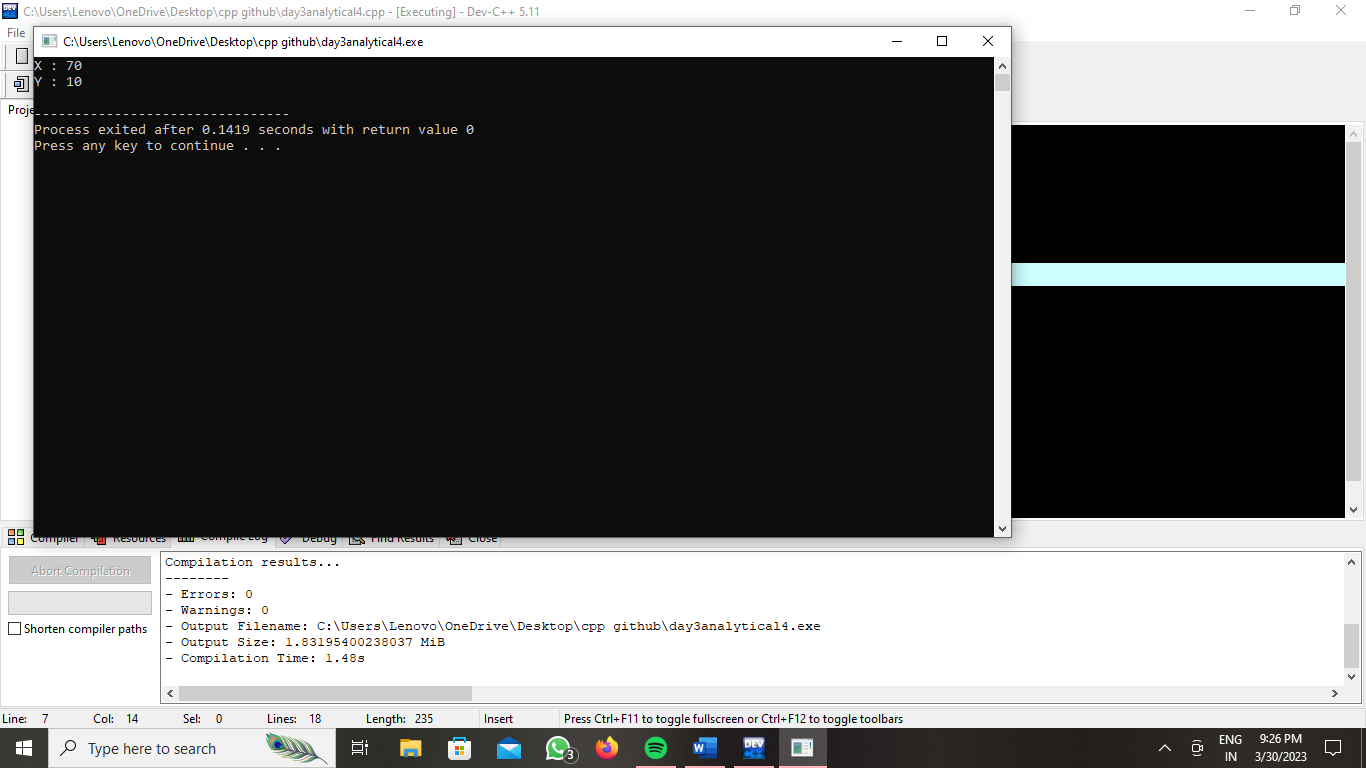 C:\Users\Lenovo\OneDrive\Desktop\cpp github\day3analytical4.cpp - [Executing] - Dev-C++ 5.11
File
C:\Users\Lenovo\OneDrive\Desktop\cpp github\day3analytical4.exe
X : 70
Y : 10
--------------------------------
Process exited after 0.1419 seconds with return value 0
Press any key to continue . . .
Proje
Compiler Resources Compile Log Debug Find Results Close
Abort Compilation
Shorten compiler paths
Compilation results...
--------
- Errors: 0
- Warnings: 0
- Output Filename: C:\Users\Lenovo\OneDrive\Desktop\cpp github\day3analytical4.exe
- Output Size: 1.83195400238037 MiB
- Compilation Time: 1.48s
Line: 7 Col: 14 Sel: 0 Lines: 18 Length: 235 Insert Press Ctrl+F11 to toggle fullscreen or Ctrl+F12 to toggle toolbars
Type here to search
3
W
DEV
ENG
IN
9:26 PM
3/30/2023